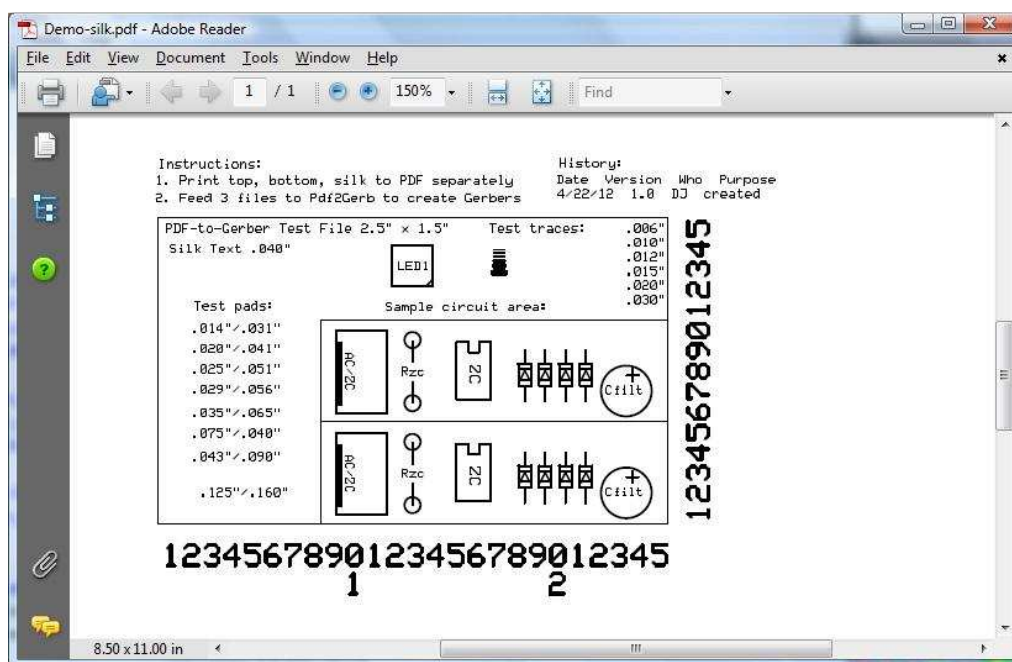 Demo-silk.pdf - Adobe Reader
File Edit View Document Tools Window Help
1 / 1 150% Find
Instructions:
1. Print top, bottom, silk to PDF separately
2. Feed 3 files to Pdf2Gerb to create Gerbers
History:
Date Version Who Purpose
4/22/12 1.0 DJ created
PDF-to-Gerber Test File 2.5" x 1.5"
Silk Text .040"
LED1
Test traces:
.006"
.010"
.012"
.015"
.020"
.030"
Test pads:
.014"/.031"
.020"/.041"
.025"/.051"
.029"/.056"
.035"/.065"
.075"/.040"
.043"/.090"
.125"/.160"
Sample circuit area:
AC/ZC
Rzc
ZC
+
Cfilt
AC/ZC
Rzc
ZC
+
Cfilt
1234567890123456789012345
1 2
123456789012345
8.50 x 11.00 in